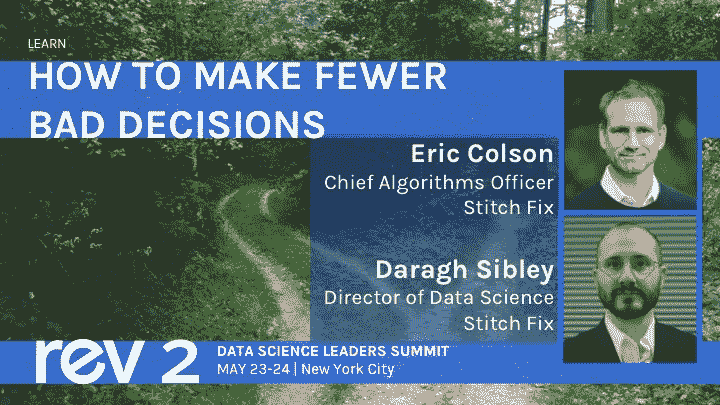 LEARN
HOW TO MAKE FEWER
BAD DECISIONS
Eric Colson
Chief Algorithms Officer
Stitch Fix
Daragh Sibley
Director of Data Science
Stitch Fix
rev 2
DATA SCIENCE LEADERS SUMMIT
MAY 23-24 | New York City